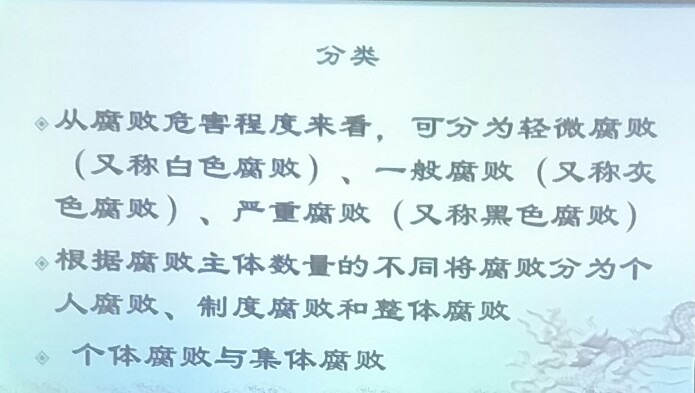 分类
从腐败危害程度来看，可分为轻微腐败
（又称白色腐败）、一般腐败（又称灰
色腐败）、严重腐败（又称黑色腐败）
根据腐败主体数量的不同将腐败分为个
人腐败、制度腐败和整体腐败
个体腐败与集体腐败